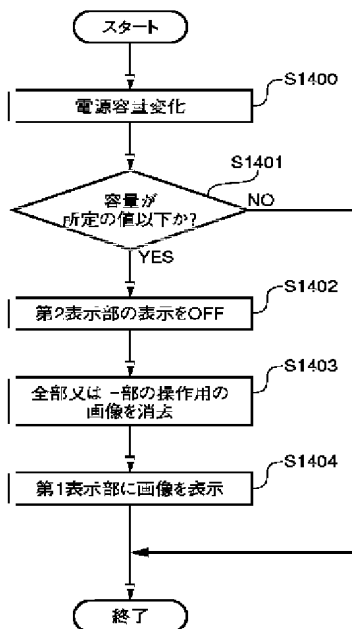 スタート
S1400
電源容量変化
S1401
容量が
所定の値以下か?
NO
YES
S1402
第2表示部の表示をOFF
S1403
全部又は一部の操作用の
画像を消去
S1404
第1表示部に画像を表示
終了